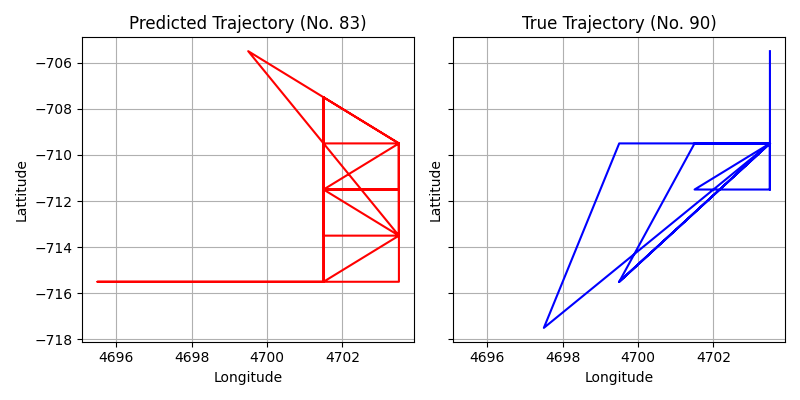 Predicted Trajectory (No. 83)
True Trajectory (No. 90)
−706
−708
−710
−712
−714
−716
−718
Lattitude
Lattitude
4696 4698 4700 4702
4696 4698 4700 4702
Longitude
Longitude